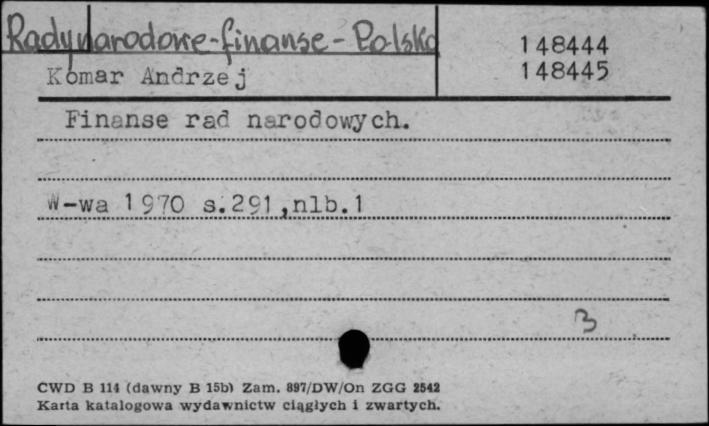 Rady narodowe - finanse - Polska
148444
Komar Andrzej
148445
Finanse rad narodowych.
W-wa 1970 s.291,nlb.1
B
CWD B 114 (dawny B 15b) Zam. 897/DW/On ZGG 2542
Karta katalogowa wydawnictw ciągłych i zwartych.